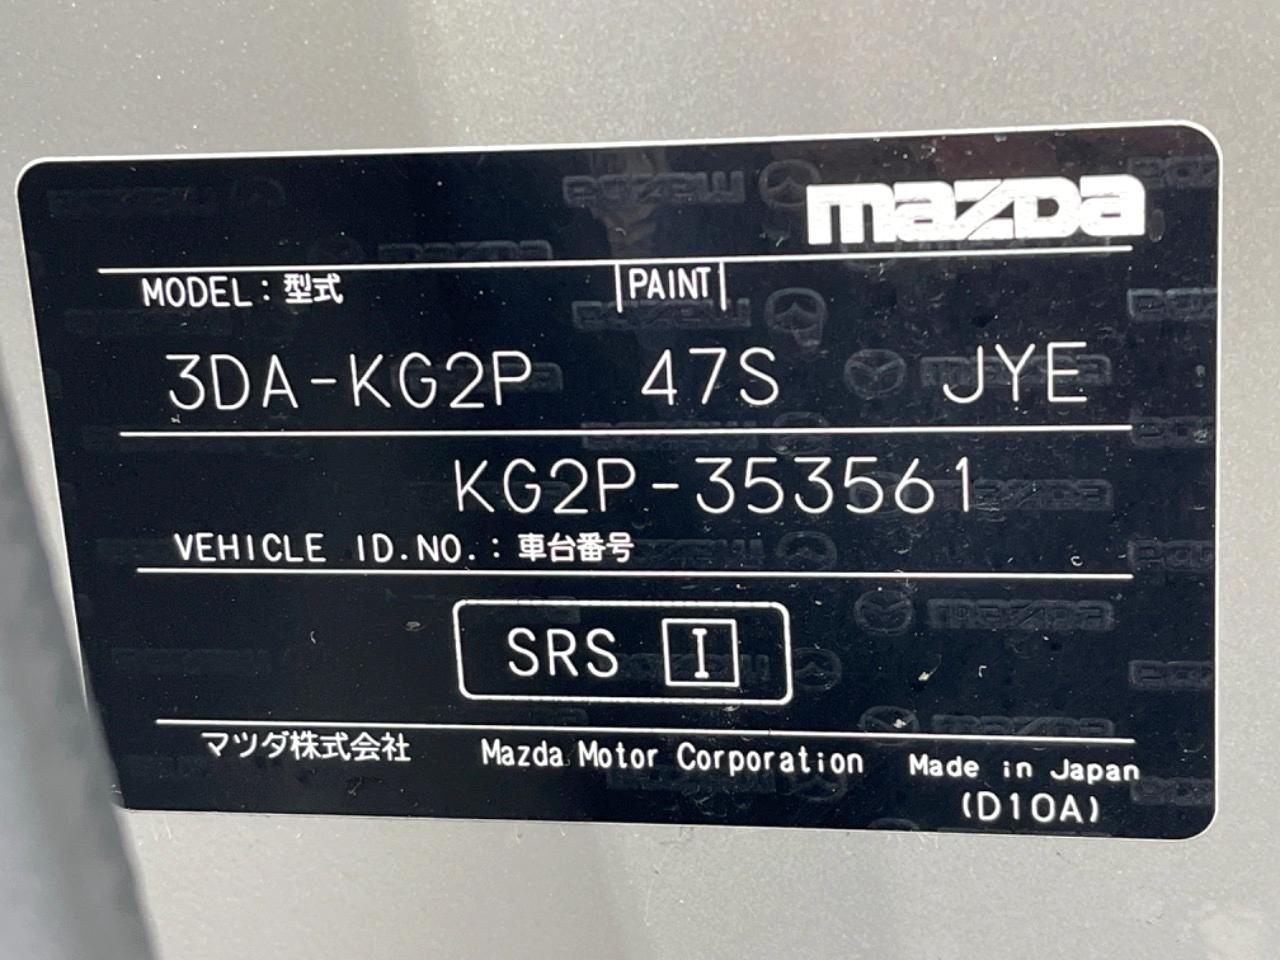 mazda
MODEL : 型式 PAINT
3DA-KG2P 47S JYE
KG2P-353561
VEHICLE ID.NO. : 車台番号
SRS I
マツダ株式会社 Mazda Motor Corporation Made in Japan
(D10A)